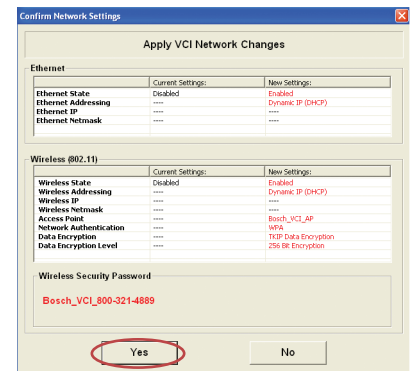 Confirm Network Settings
Apply VCI Network Changes
Ethernet
Current Settings: New Settings:
Ethernet State Disabled Enabled
Ethernet Addressing ---- Dynamic IP (DHCP)
Ethernet IP ---- ----
Ethernet Netmask ---- ----
Wireless (802.11)
Current Settings: New Settings:
Wireless State Disabled Enabled
Wireless Addressing ---- Dynamic IP (DHCP)
Wireless IP ---- ----
Wireless Netmask ---- ----
Access Point ---- Bosch_VCI_AP
Network Authentication ---- WPA
Data Encryption ---- TKIP Data Encryption
Data Encryption Level ---- 256 Bit Encryption
Wireless Security Password
Bosch_VCI_800-321-4889
Yes No